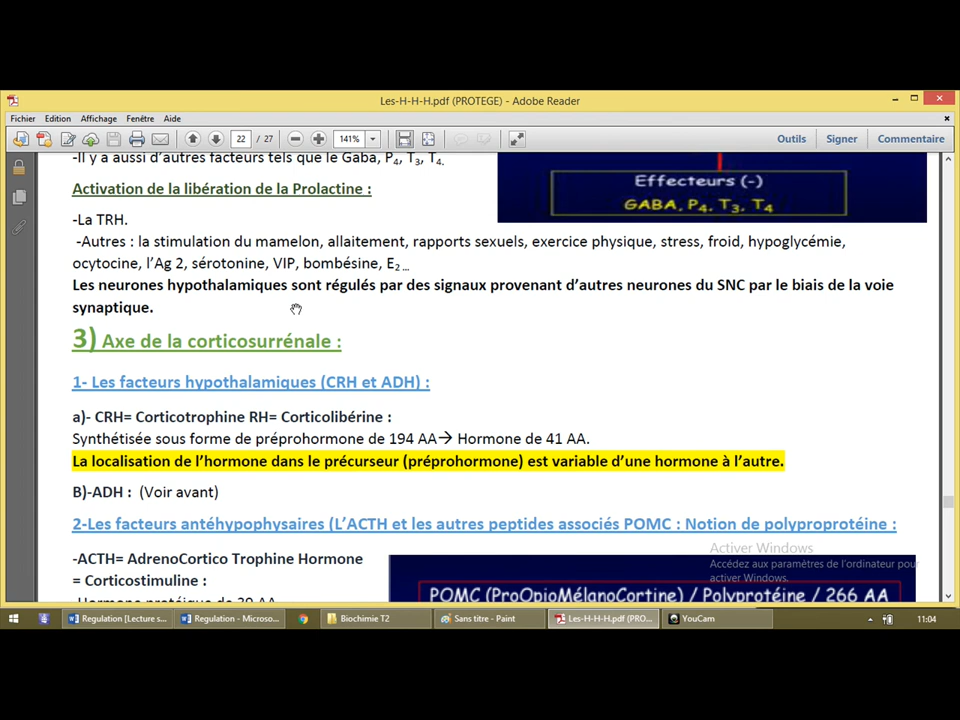 Les-H-H-H.pdf (PROTEGE) - Adobe Reader
Fichier Edition Affichage Fenêtre Aide
22 / 27 141% Outils Signer Commentaire
-Il y a aussi d'autres facteurs tels que le Gaba, P4, T3, T4.
Activation de la libération de la Prolactine :
Effecteurs (-)
GABA, P4, T3, T4
-La TRH.
-Autres : la stimulation du mamelon, allaitement, rapports sexuels, exercice physique, stress, froid, hypoglycémie,
ocytocine, l'Ag 2, sérotonine, VIP, bombésine, E2 ...
Les neurones hypothalamiques sont régulés par des signaux provenant d'autres neurones du SNC par le biais de la voie
synaptique.
3) Axe de la corticosurrénale :
1- Les facteurs hypothalamiques (CRH et ADH) :
a)- CRH= Corticotrophine RH= Corticolibérine :
Synthétisée sous forme de préprohormone de 194 AA→ Hormone de 41 AA.
La localisation de l'hormone dans le précurseur (préprohormone) est variable d'une hormone à l'autre.
B)-ADH : (Voir avant)
2-Les facteurs antéhypophysaires (L'ACTH et les autres peptides associés POMC : Notion de polyproprotéine :
Activer Windows
Accédez aux paramètres de l'ordinateur pour
activer Windows.
-ACTH= AdrenoCortico Trophine Hormone
= Corticostimuline :
-Hormone protéique de 39 AA
POMC (ProOpioMélanoCortine) / Polyprotéine / 266 AA
Regulation [Lecture s... Regulation - Microso... Biochimie T2 Sans titre - Paint Les-H-H-H.pdf (PRO... YouCam 11:04